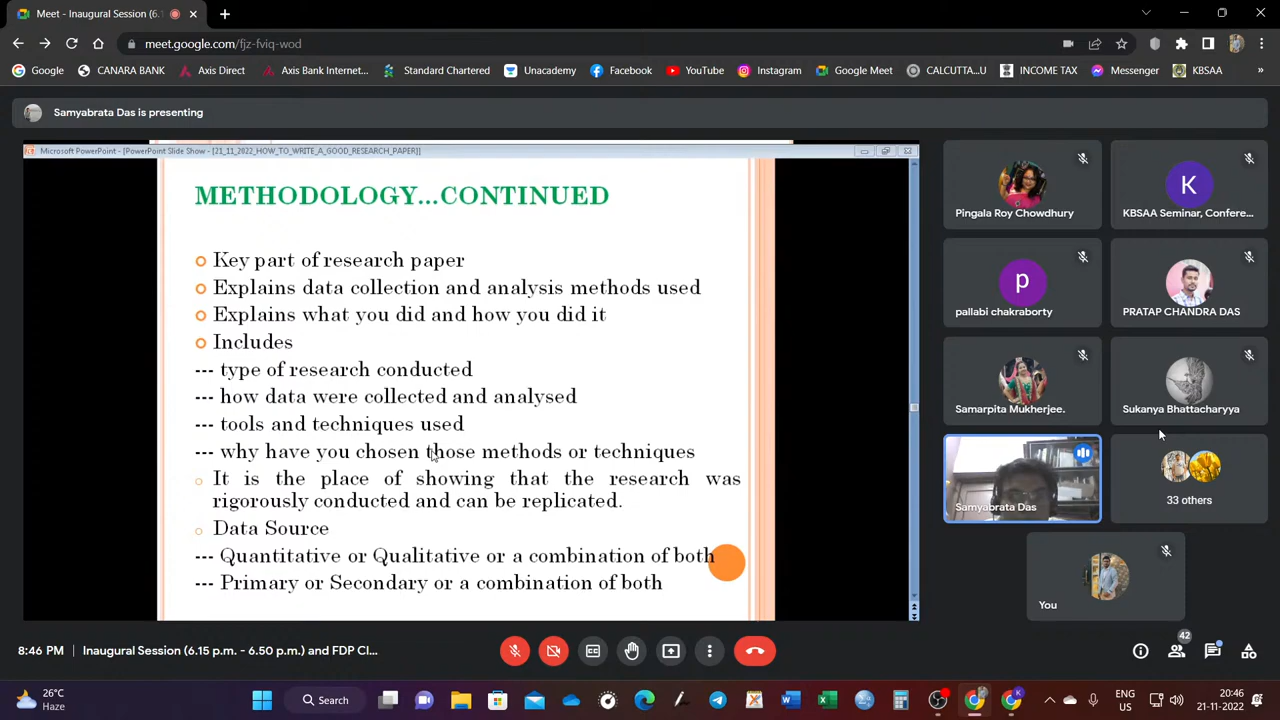 Meet - Inaugural Session (6.1
meet.google.com/fjz-fviq-wod
Google
CANARA BANK
Axis Direct
Axis Bank Internet...
Standard Chartered
Unacademy
Facebook
YouTube
Instagram
Google Meet
CALCUTTA...U
INCOME TAX
Messenger
KBSAA
»
Samyabrata Das is presenting
Microsoft PowerPoint - [PowerPoint Slide Show - [21_11_2022_HOW_TO_WRITE_A_GOOD_RESEARCH_PAPER]]
METHODOLOGY...CONTINUED
Key part of research paper
Explains data collection and analysis methods used
Explains what you did and how you did it
Includes
--- type of research conducted
--- how data were collected and analysed
--- tools and techniques used
--- why have you chosen those methods or techniques
It is the place of showing that the research was
rigorously conducted and can be replicated.
Data Source
--- Quantitative or Qualitative or a combination of both
--- Primary or Secondary or a combination of both
Pingala Roy Chowdhury
K
KBSAA Seminar, Confere...
p
pallabi chakraborty
PRATAP CHANDRA DAS
Samarpita Mukherjee.
Sukanya Bhattacharyya
Samyabrata Das
33 others
You
8:46 PM
Inaugural Session (6.15 p.m. - 6.50 p.m.) and FDP Cl...
42
26°C
Haze
Search
ENG
US
20:46
21-11-2022